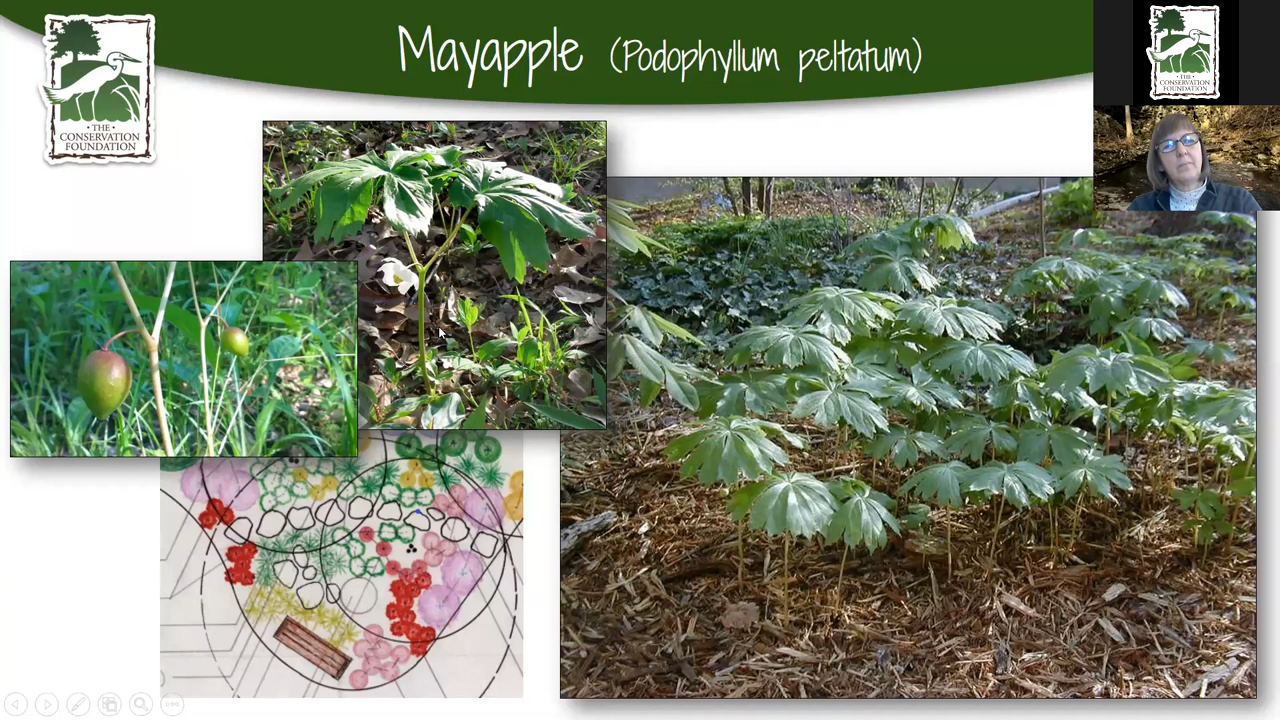 Mayapple (Podophyllum peltatum)
• THE •
CONSERVATION
FOUNDATION
• THE •
CONSERVATION
FOUNDATION